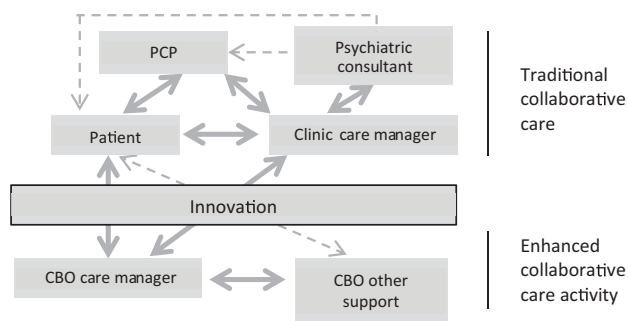 PCP
Psychiatric
consultant
Traditional
collaborative
care
Patient
Clinic care manager
Innovation
CBO care manager
CBO other
support
Enhanced
collaborative
care activity